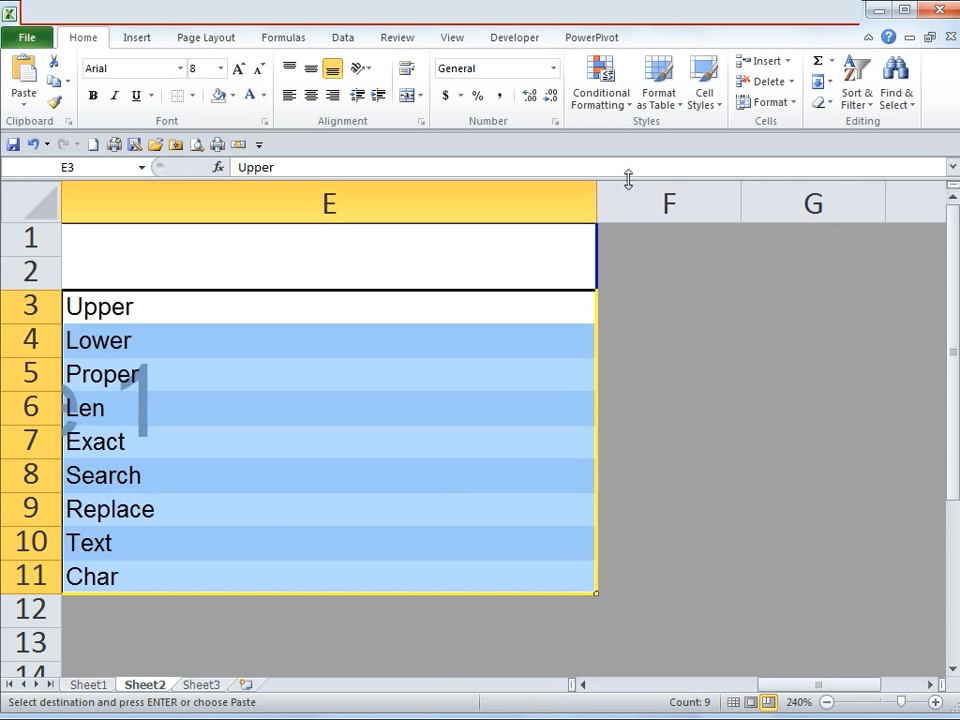 File Home Insert Page Layout Formulas Data Review View Developer PowerPivot
Arial 8 General
Paste
B I U A $ % ,
Conditional Formatting Format as Table Cell Styles
Insert
Delete
Format
Sort & Filter Find & Select
Clipboard Font Alignment Number Styles Cells Editing
E3 fx Upper
E F G
1
2
3 Upper
4 Lower
5 Proper
6 Len
7 Exact
8 Search
9 Replace
10 Text
11 Char
12
13
14
e 1
Sheet1 Sheet2 Sheet3
Select destination and press ENTER or choose Paste Count: 9 240%